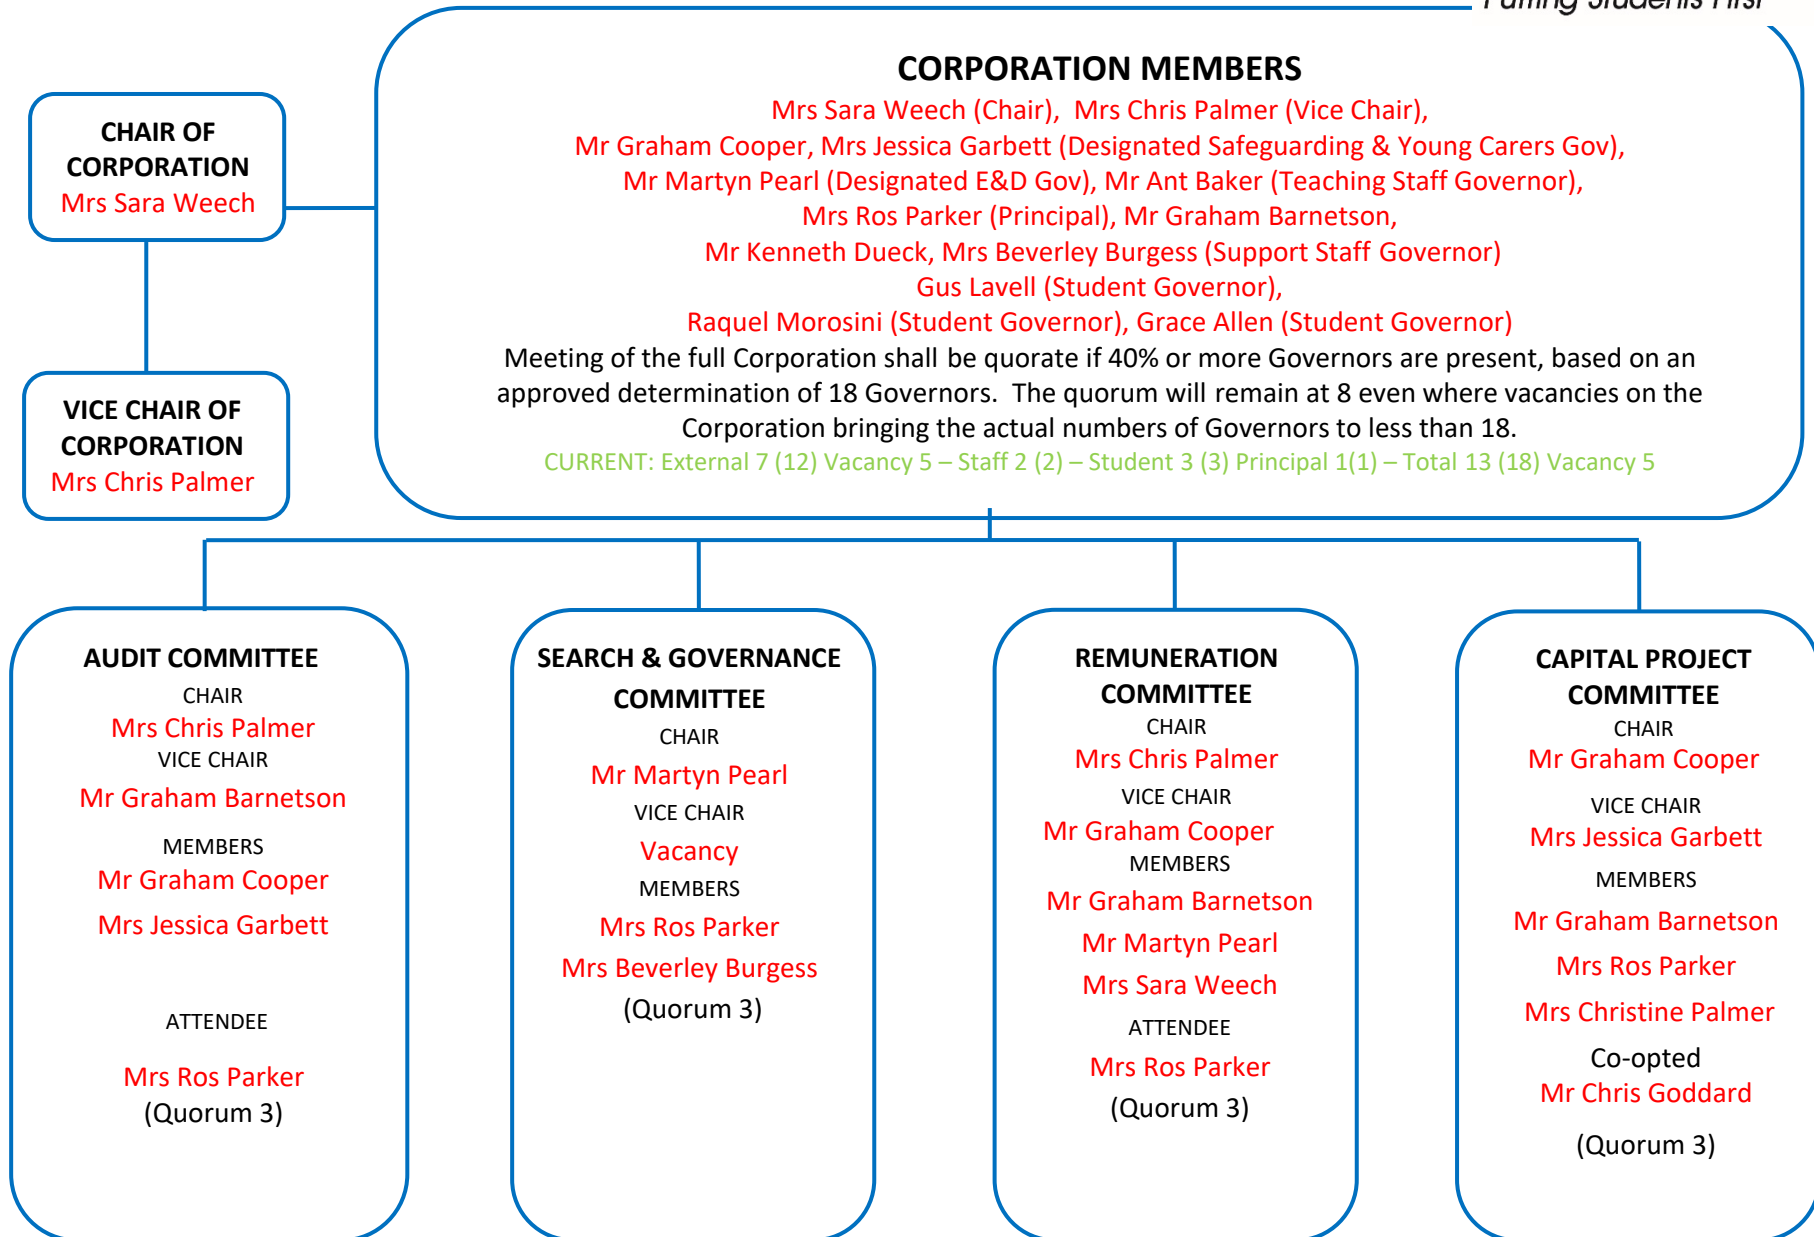 Putting Students First
CORPORATION MEMBERS
Mrs Sara Weech (Chair), Mrs Chris Palmer (Vice Chair),
Mr Graham Cooper, Mrs Jessica Garbett (Designated Safeguarding & Young Carers Gov),
Mr Martyn Pearl (Designated E&D Gov), Mr Ant Baker (Teaching Staff Governor),
Mrs Ros Parker (Principal), Mr Graham Barnetson,
Mr Kenneth Dueck, Mrs Beverley Burgess (Support Staff Governor)
Gus Lavell (Student Governor),
Raquel Morosini (Student Governor), Grace Allen (Student Governor)
Meeting of the full Corporation shall be quorate if 40% or more Governors are present, based on an
approved determination of 18 Governors. The quorum will remain at 8 even where vacancies on the
Corporation bringing the actual numbers of Governors to less than 18.
CURRENT: External 7 (12) Vacancy 5 – Staff 2 (2) – Student 3 (3) Principal 1(1) – Total 13 (18) Vacancy 5
CHAIR OF
CORPORATION
Mrs Sara Weech
VICE CHAIR OF
CORPORATION
Mrs Chris Palmer
AUDIT COMMITTEE
CHAIR
Mrs Chris Palmer
VICE CHAIR
Mr Graham Barnetson
MEMBERS
Mr Graham Cooper
Mrs Jessica Garbett
ATTENDEE
Mrs Ros Parker
(Quorum 3)
SEARCH & GOVERNANCE
COMMITTEE
CHAIR
Mr Martyn Pearl
VICE CHAIR
Vacancy
MEMBERS
Mrs Ros Parker
Mrs Beverley Burgess
(Quorum 3)
REMUNERATION
COMMITTEE
CHAIR
Mrs Chris Palmer
VICE CHAIR
Mr Graham Cooper
MEMBERS
Mr Graham Barnetson
Mr Martyn Pearl
Mrs Sara Weech
ATTENDEE
Mrs Ros Parker
(Quorum 3)
CAPITAL PROJECT
COMMITTEE
CHAIR
Mr Graham Cooper
VICE CHAIR
Mrs Jessica Garbett
MEMBERS
Mr Graham Barnetson
Mrs Ros Parker
Mrs Christine Palmer
Co-opted
Mr Chris Goddard
(Quorum 3)